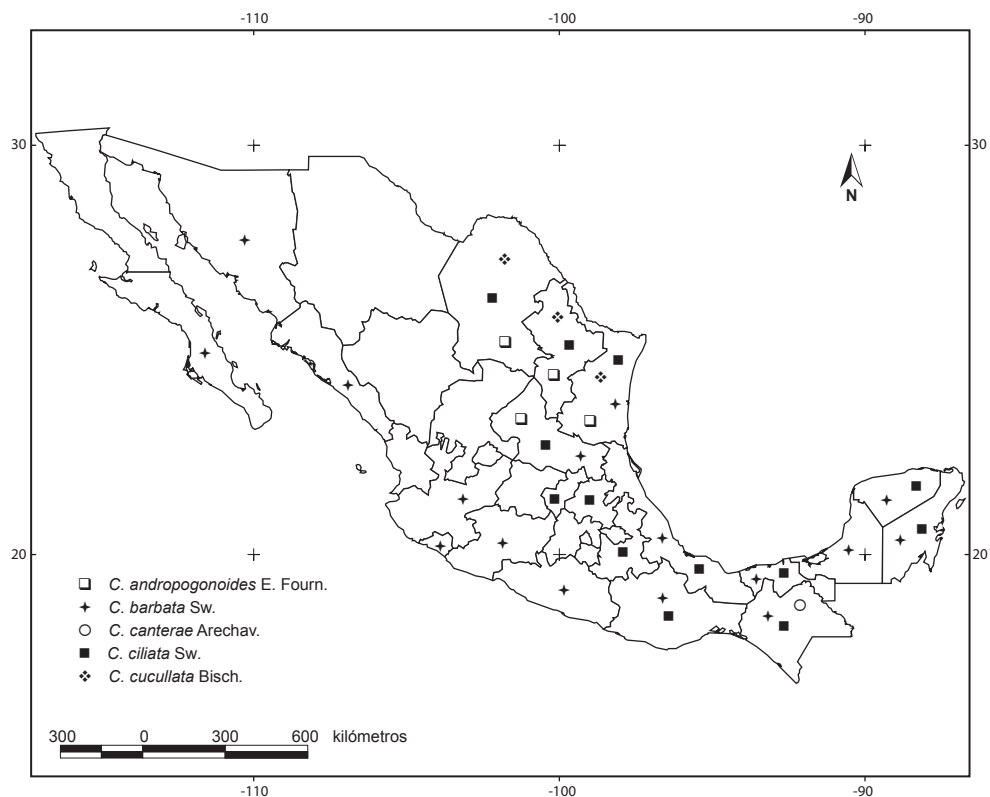 -110 -100 -90
30 30
N
20 20
C. andropogonoides E. Fourn.
C. barbata Sw.
C. canterae Arechav.
C. ciliata Sw.
C. cucullata Bisch.
300 0 300 600 kilómetros
-110 -100 -90